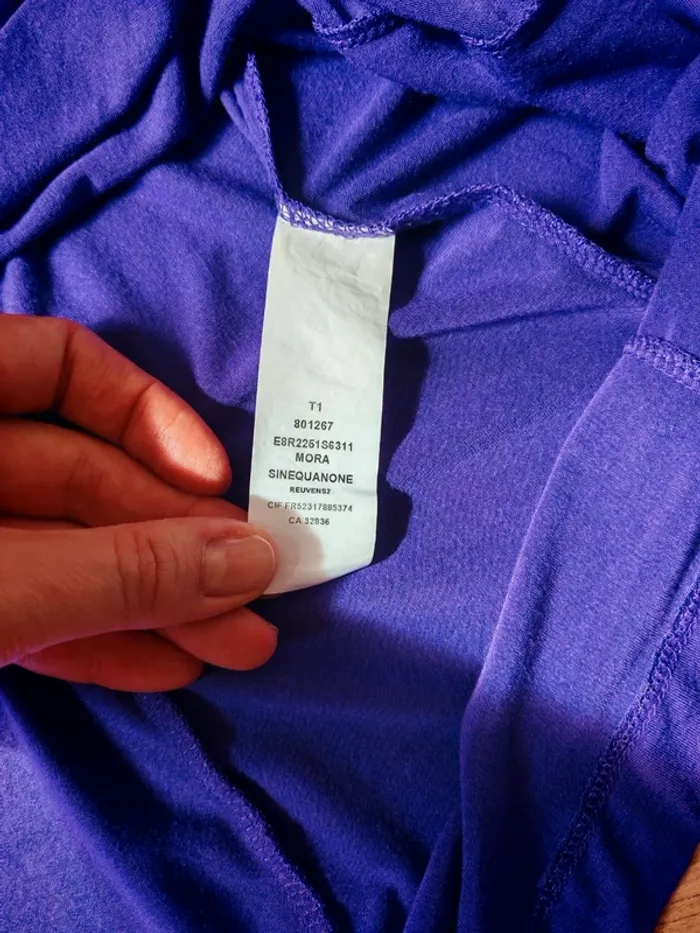 T1
801267
E8R2251S6311
MORA
SINEQUANONE
REUVENS2
CIF FR52317885374
CA 32836